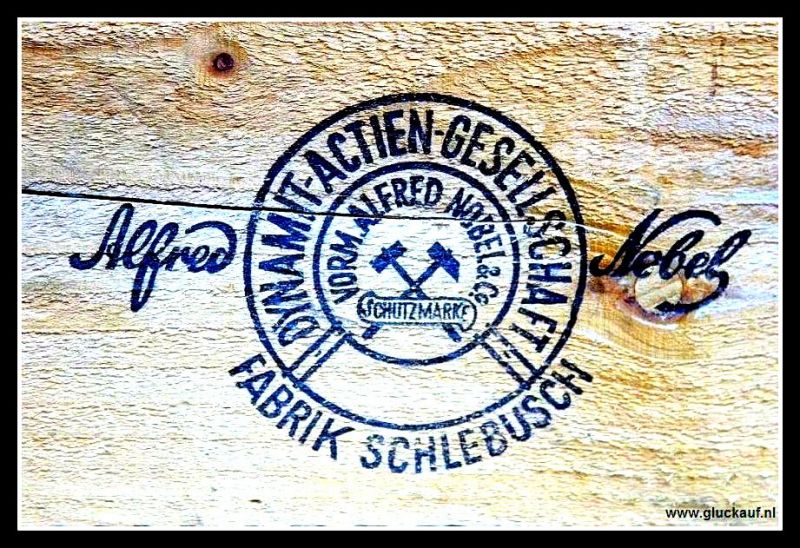 DYNAMIT-ACTIEN-GESELLSCHAFT
VORM.ALFRED NOBEL & Co
SCHUTZMARKE
Alfred Nobel
FABRIK SCHLEBUSCH
www.gluckauf.nl